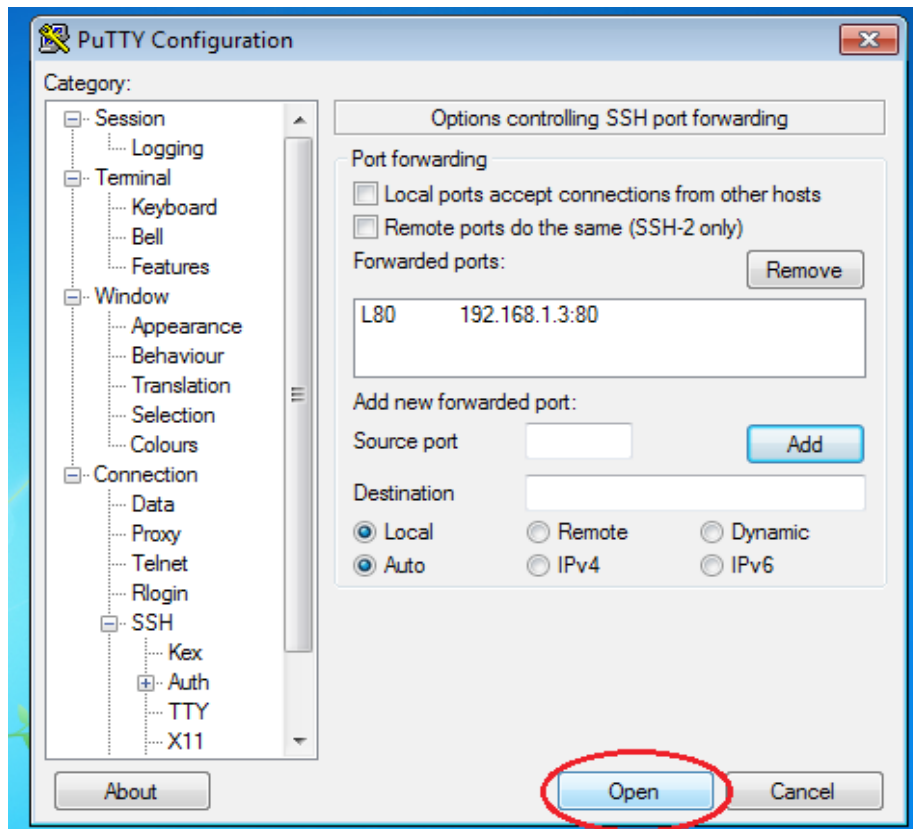 PuTTY Configuration
Category:
Session
Logging
Terminal
Keyboard
Bell
Features
Window
Appearance
Behaviour
Translation
Selection
Colours
Connection
Data
Proxy
Telnet
Rlogin
SSH
Kex
Auth
TTY
X11
Options controlling SSH port forwarding
Port forwarding
Local ports accept connections from other hosts
Remote ports do the same (SSH-2 only)
Forwarded ports:
Remove
L80 192.168.1.3:80
Add new forwarded port:
Source port
Add
Destination
Local Remote Dynamic
Auto IPv4 IPv6
About
Open
Cancel